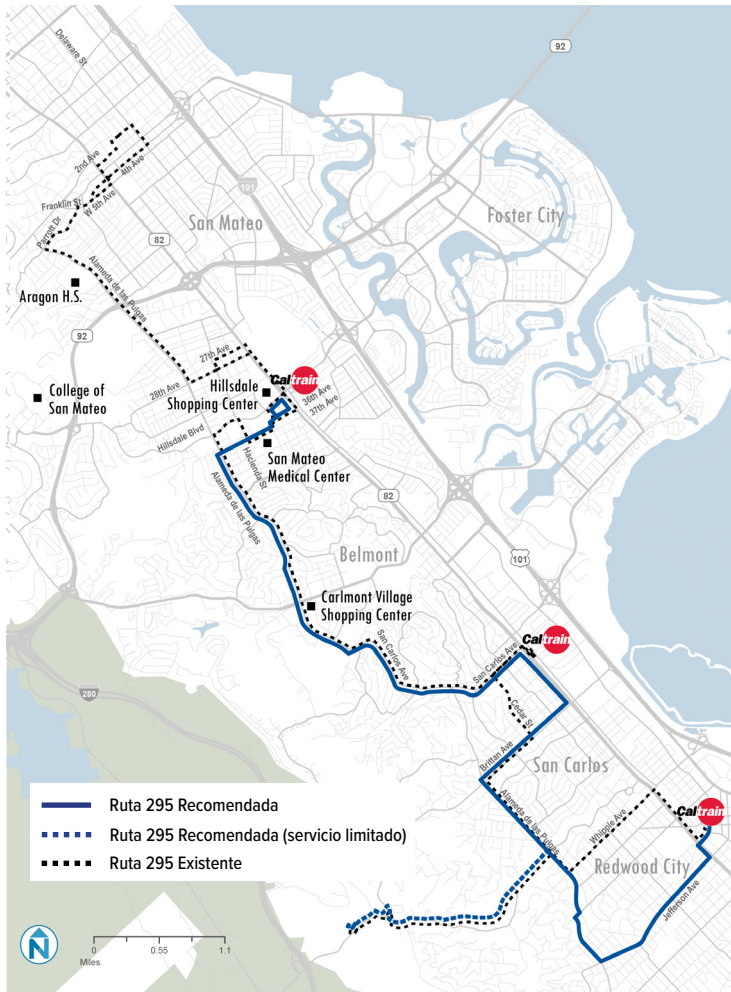 Delaware St
92
2nd Ave
4th Ave
101
Franklin St
W 5th Ave
San Mateo
Foster City
Parrott Dr
82
Aragon H.S.
Alameda de las Pulgas
92
27th Ave
28th Ave
Caltrain
College of
San Mateo
Hillsdale
Shopping Center
36th Ave
37th Ave
Hillsdale Blvd
Hacienda St
San Mateo
Medical Center
Alameda de las Pulgas
82
Belmont
101
Carlmont Village
Shopping Center
Caltrain
San Carlos Ave
San Carlos Ave
280
Cedar St
Brittan Ave
San Carlos
Alameda de las Pulgas
Whipple Ave
Caltrain
Redwood City
Jefferson Ave
Ruta 295 Recomendada
Ruta 295 Recomendada (servicio limitado)
Ruta 295 Existente
N
0 0.55 1.1
Miles